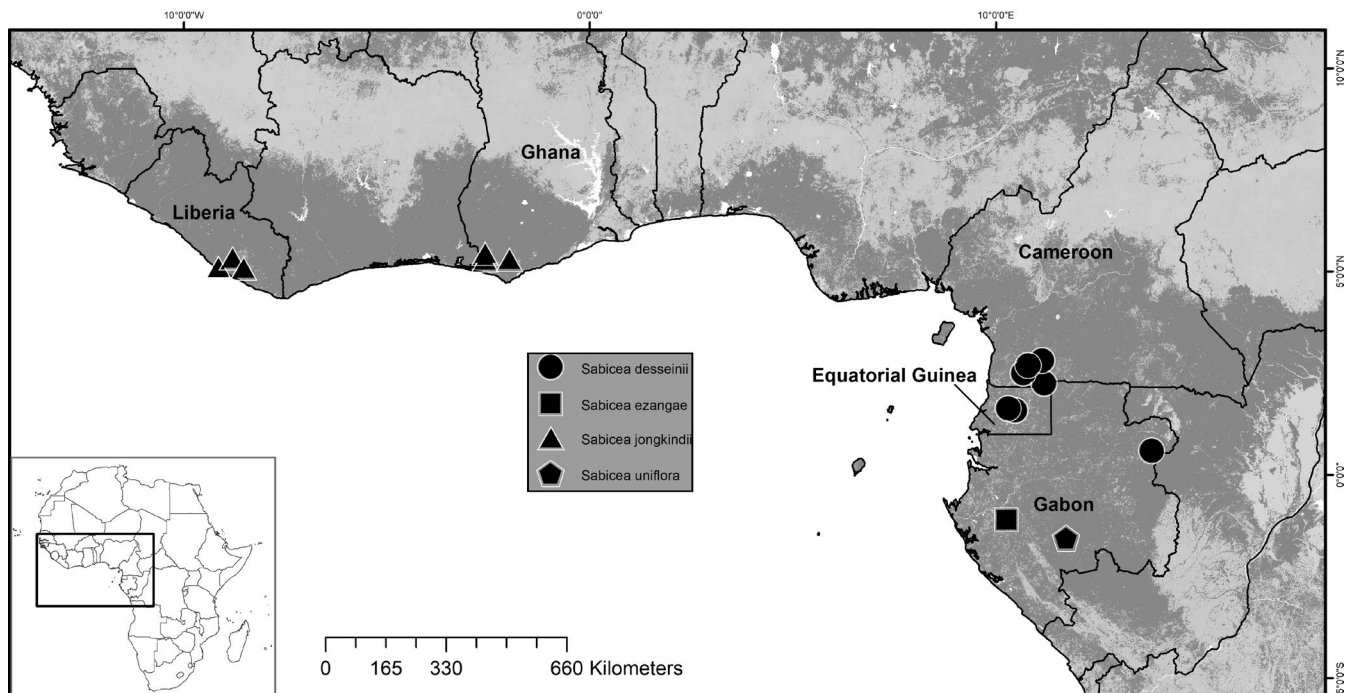 10°0'0"W
0°0'0"
10°0'0"E
10°0'0"N
Ghana
Liberia
Cameroon
5°0'0"N
Equatorial Guinea
Sabicea desseinii
Sabicea ezangae
Sabicea jongkindii
Sabicea uniflora
0°0'0"
Gabon
0 165 330 660 Kilometers
5°0'0"S